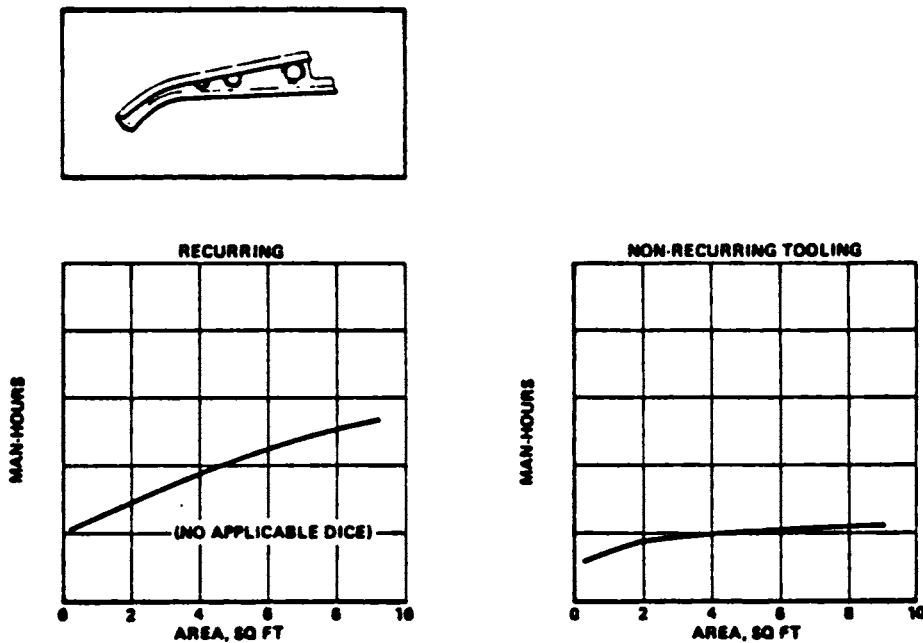 RECURRING
MAN-HOURS
(NO APPLICABLE DICE)
0 2 4 6 8 10
AREA, SQ FT
NON-RECURRING TOOLING
MAN-HOURS
0 2 4 6 8 10
AREA, SQ FT